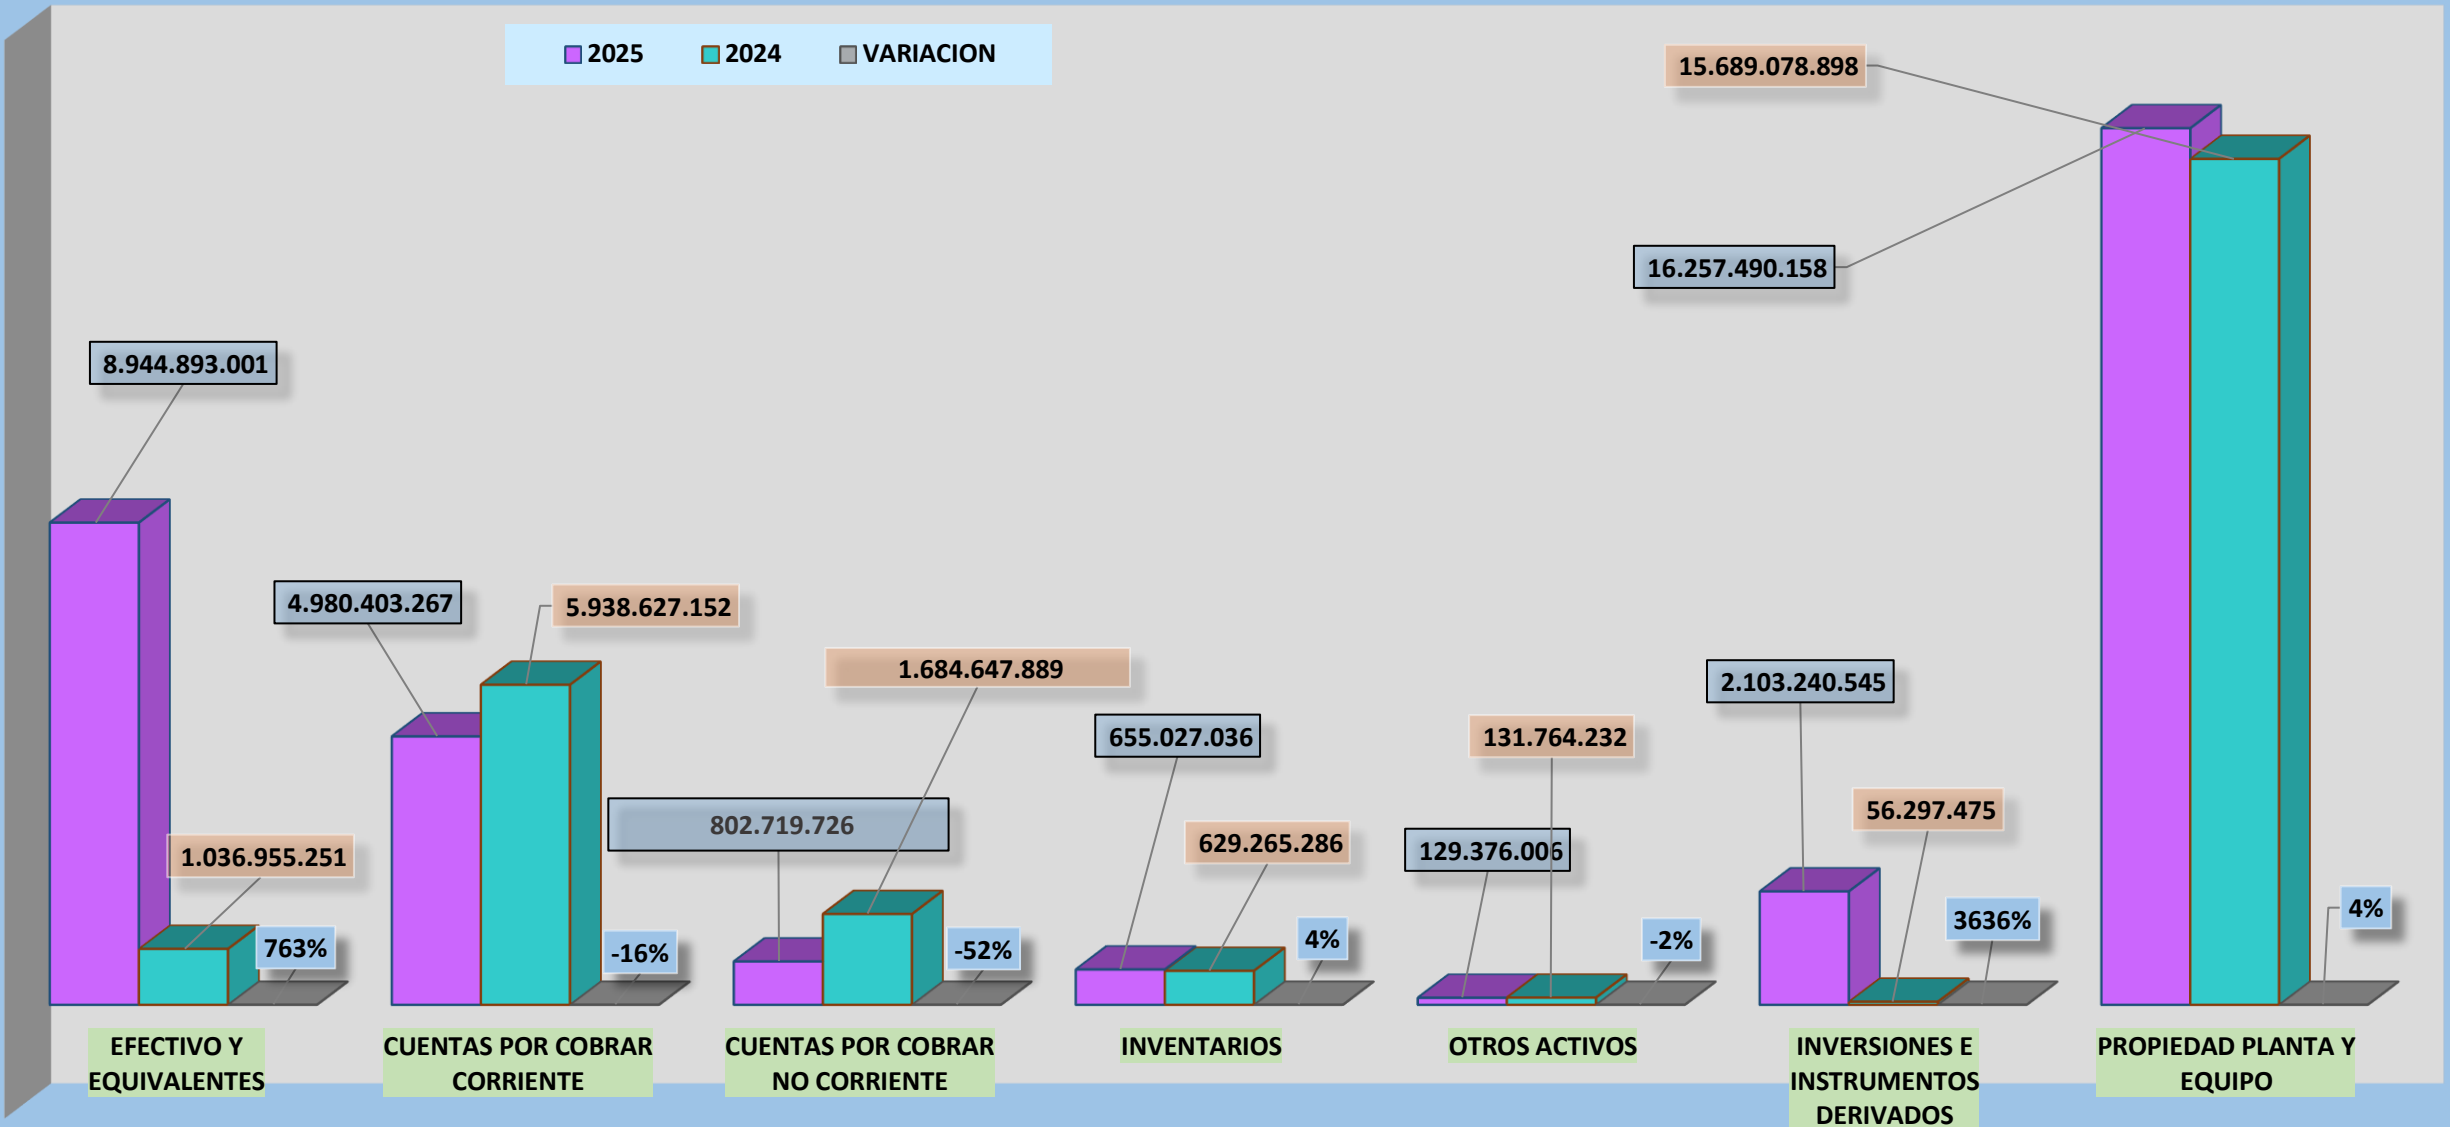 2025 2024 VARIACION
15.689.078.898
16.257.490.158
8.944.893.001
4.980.403.267
5.938.627.152
1.684.647.889
2.103.240.545
655.027.036
131.764.232
802.719.726
56.297.475
629.265.286
129.376.006
1.036.955.251
763%
-16%
-52%
4%
-2%
3636%
4%
EFECTIVO Y
EQUIVALENTES
CUENTAS POR COBRAR
CORRIENTE
CUENTAS POR COBRAR
NO CORRIENTE
INVENTARIOS
OTROS ACTIVOS
INVERSIONES E
INSTRUMENTOS
DERIVADOS
PROPIEDAD PLANTA Y
EQUIPO